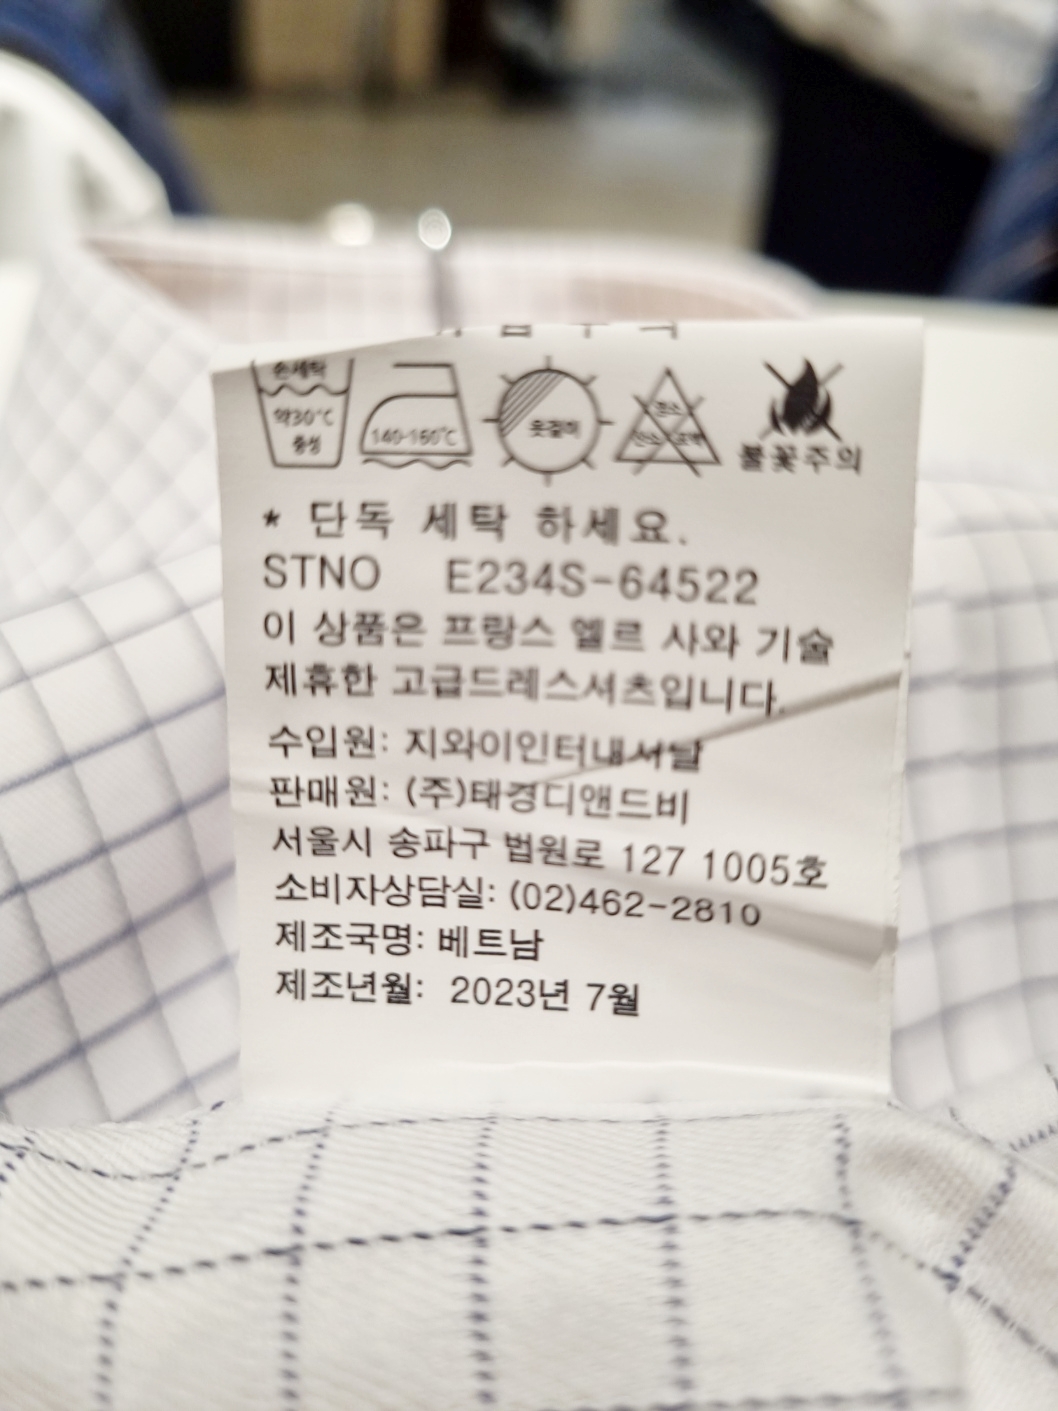 손세탁
약30℃
중성
140-160℃
옷걸이
염소
산소 표백
불꽃주의
* 단독 세탁 하세요.
STNO E234S-64522
이 상품은 프랑스 엘르 사와 기술
제휴한 고급드레스셔츠입니다.
수입원: 지와이인터내셔날
판매원: (주)태경디앤드비
서울시 송파구 법원로 127 1005호
소비자상담실: (02)462-2810
제조국명: 베트남
제조년월: 2023년 7월